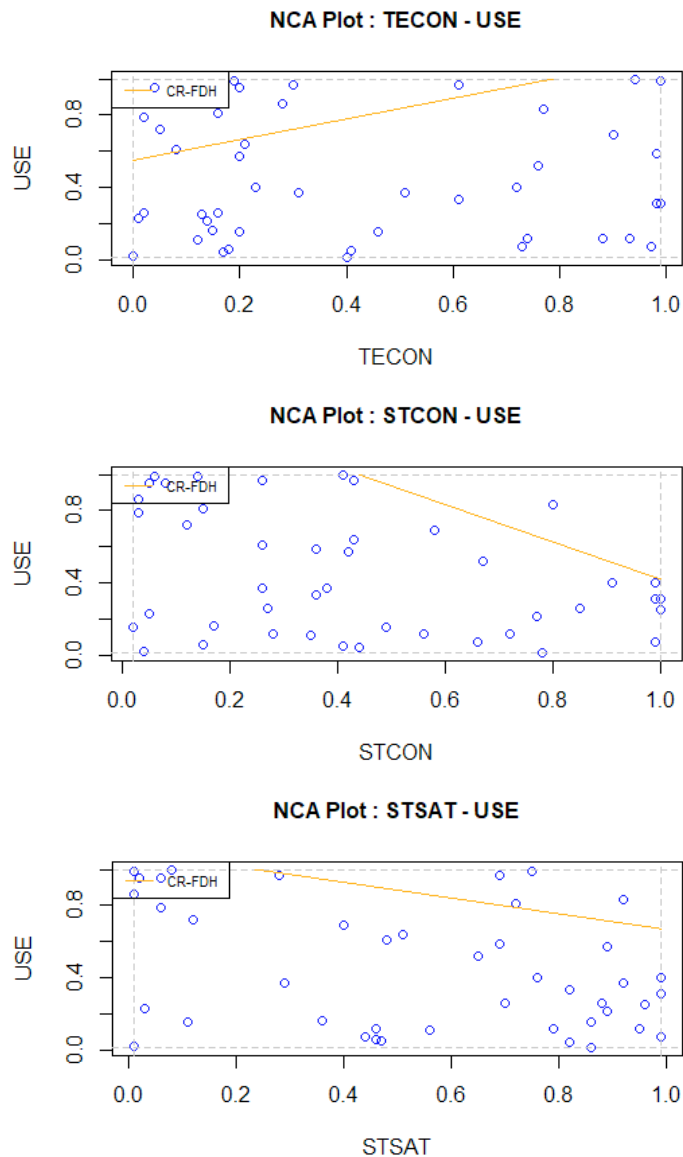 NCA Plot : TECON - USE
CR-FDH
USE
0.0 0.4 0.8
0.0 0.2 0.4 0.6 0.8 1.0
TECON
NCA Plot : STCON - USE
CR-FDH
USE
0.0 0.4 0.8
0.0 0.2 0.4 0.6 0.8 1.0
STCON
NCA Plot : STSAT - USE
CR-FDH
USE
0.0 0.4 0.8
0.0 0.2 0.4 0.6 0.8 1.0
STSAT